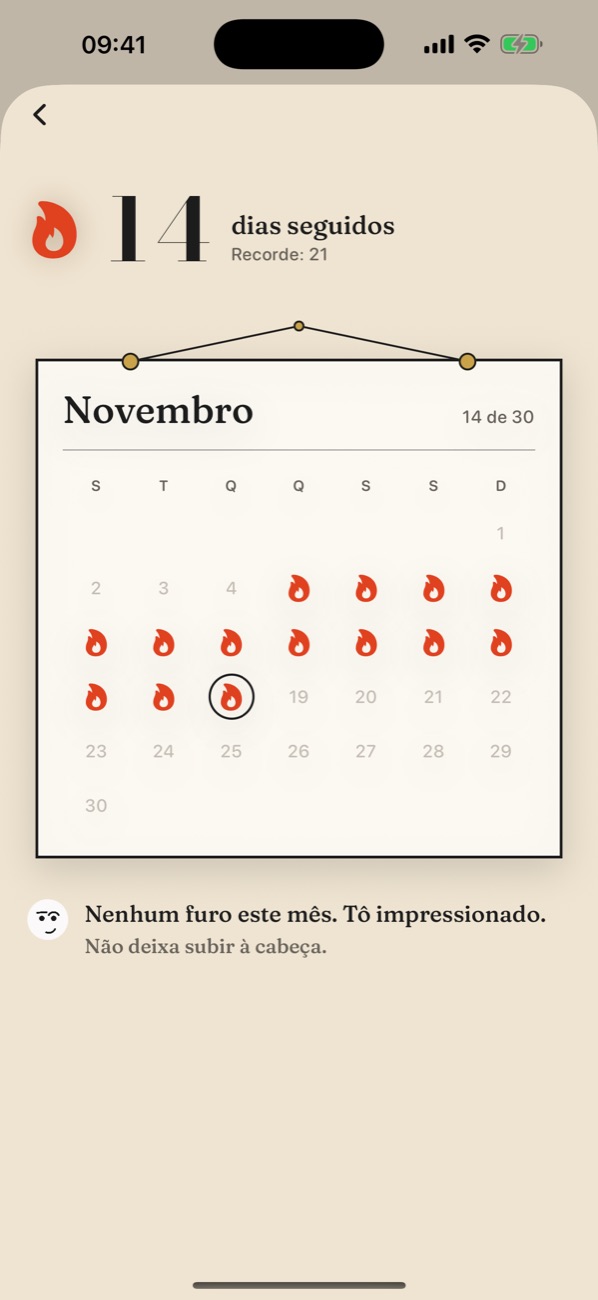 09:41
14
dias seguidos
Recorde: 21
Novembro
14 de 30
S T Q Q S S D
1
2 3 4
19 20 21 22
23 24 25 26 27 28 29
30
Nenhum furo este mês. Tô impressionado.
Não deixa subir à cabeça.